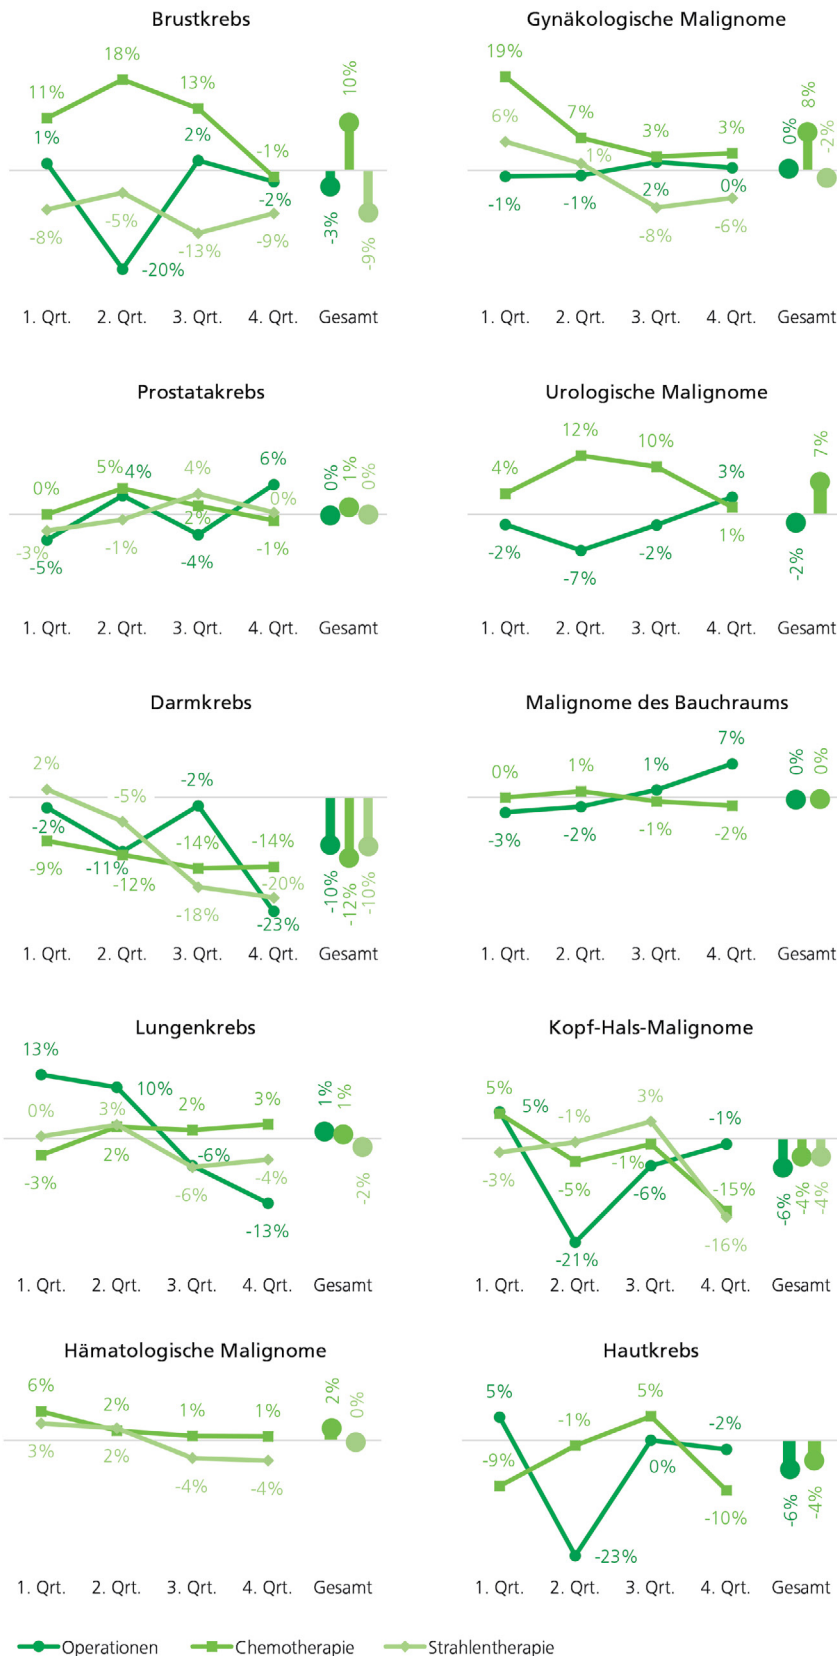 Brustkrebs
11% 18% 13% -1% 10%
1% -20% 2% -2% -3%
-8% -5% -13% -9% -9%
1. Qrt. 2. Qrt. 3. Qrt. 4. Qrt. Gesamt
Gynäkologische Malignome
19% 7% 3% 3% 8%
6% 1% -8% -6% -2%
-1% -1% 2% 0% 0%
1. Qrt. 2. Qrt. 3. Qrt. 4. Qrt. Gesamt
Prostatakrebs
0% 5% 2% -1% 1%
-5% 4% -4% 6% 0%
-3% -1% 4% 0% 0%
1. Qrt. 2. Qrt. 3. Qrt. 4. Qrt. Gesamt
Urologische Malignome
4% 12% 10% 1% 7%
-2% -7% -2% 3% -2%
1. Qrt. 2. Qrt. 3. Qrt. 4. Qrt. Gesamt
Darmkrebs
2% -5% -18% -20% -10%
-2% -11% -2% -23% -10%
-9% -12% -14% -14% -12%
1. Qrt. 2. Qrt. 3. Qrt. 4. Qrt. Gesamt
Malignome des Bauchraums
0% 1% -1% -2% 0%
-3% -2% 1% 7% 0%
1. Qrt. 2. Qrt. 3. Qrt. 4. Qrt. Gesamt
Lungenkrebs
13% 10% -6% -13% 1%
0% 3% -6% -4% -2%
-3% 2% 2% 3% 1%
1. Qrt. 2. Qrt. 3. Qrt. 4. Qrt. Gesamt
Kopf-Hals-Malignome
5% -5% -1% -15% -4%
5% -21% -6% -1% -6%
-3% -1% 3% -16% -4%
1. Qrt. 2. Qrt. 3. Qrt. 4. Qrt. Gesamt
Hämatologische Malignome
6% 2% 1% 1% 2%
3% 2% -4% -4% 0%
1. Qrt. 2. Qrt. 3. Qrt. 4. Qrt. Gesamt
Hautkrebs
5% -23% 0% -2% -6%
-9% -1% 5% -10% -4%
1. Qrt. 2. Qrt. 3. Qrt. 4. Qrt. Gesamt
Operationen Chemotherapie Strahlentherapie